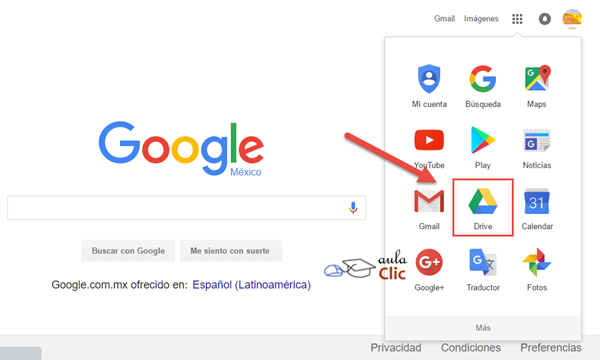 Gmail Imágenes
Mi cuenta Búsqueda Maps
G
YouTube Play Noticias
G
Google
México
31
Gmail Drive Calendar
Buscar con Google Me siento con suerte
aula
Clic
G+
Google+ Traductor Fotos
Google.com.mx ofrecido en: Español (Latinoamérica)
Más
Privacidad Condiciones Preferencias